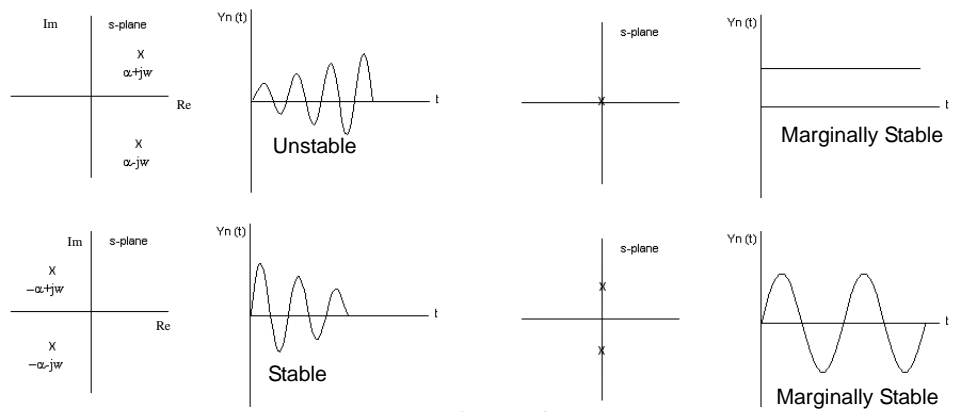 Im
s-plane
X
α+jw
Re
X
α-jw
Yn (t)
t
Unstable
s-plane
X
Yn (t)
t
Marginally Stable
Im
s-plane
X
−α+jw
Re
X
−α-jw
Yn (t)
t
Stable
s-plane
X
X
Yn (t)
t
Marginally Stable